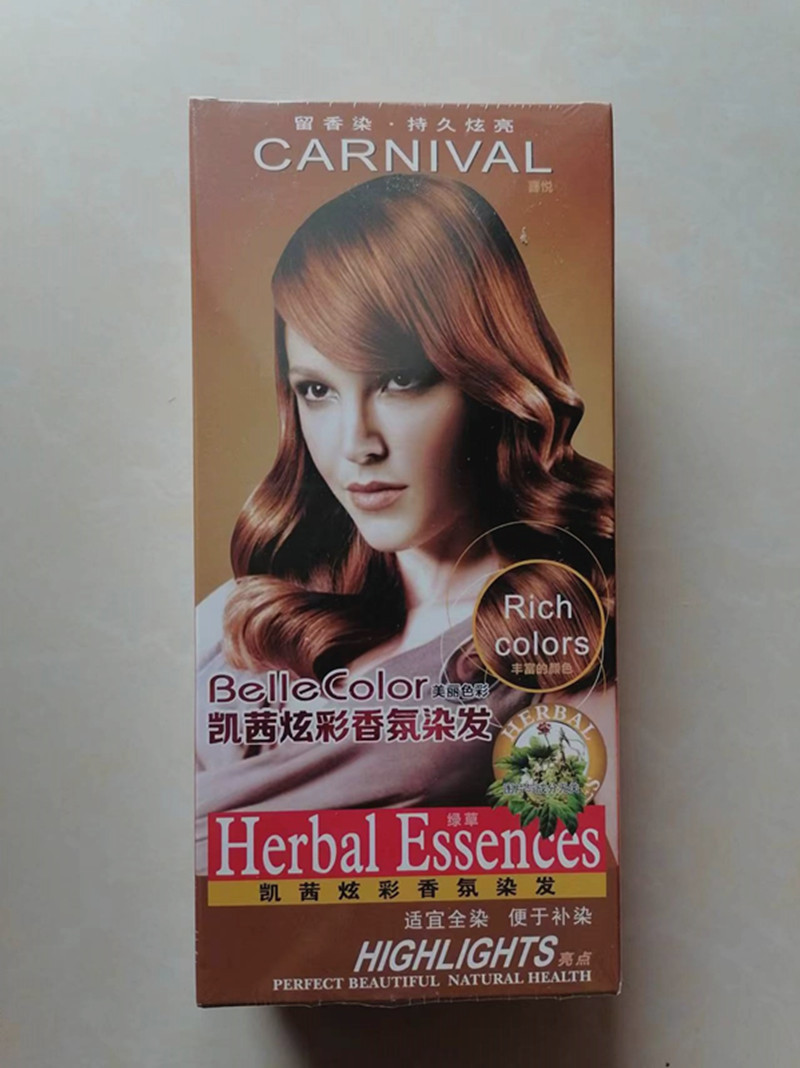 留香染·持久炫亮
CARNIVAL
Rich
colors
丰富的颜色
BelleColor 美丽色彩
凯茜炫彩香氛染发
HERBAL
绿草
Herbal Essences
凯茜炫彩香氛染发
适宜全染 便于补染
HIGHLIGHTS 亮点
PERFECT BEAUTIFUL NATURAL HEALTH